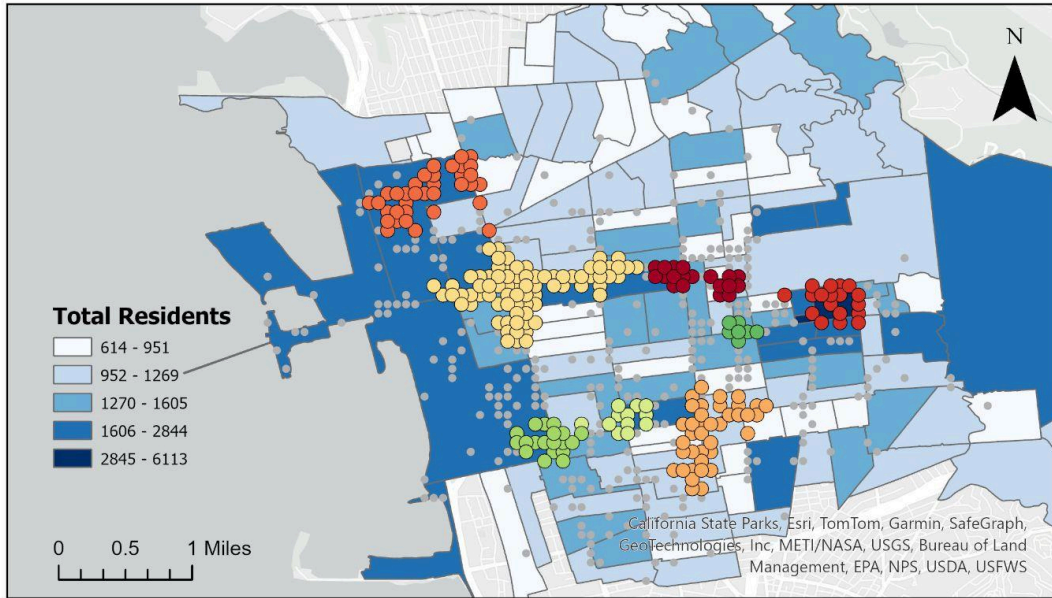 N
Total Residents
614 - 951
952 - 1269
1270 - 1605
1606 - 2844
2845 - 6113
0 0.5 1 Miles
California State Parks, Esri, TomTom, Garmin, SafeGraph,
GeoTechnologies, Inc, METI/NASA, USGS, Bureau of Land
Management, EPA, NPS, USDA, USFWS